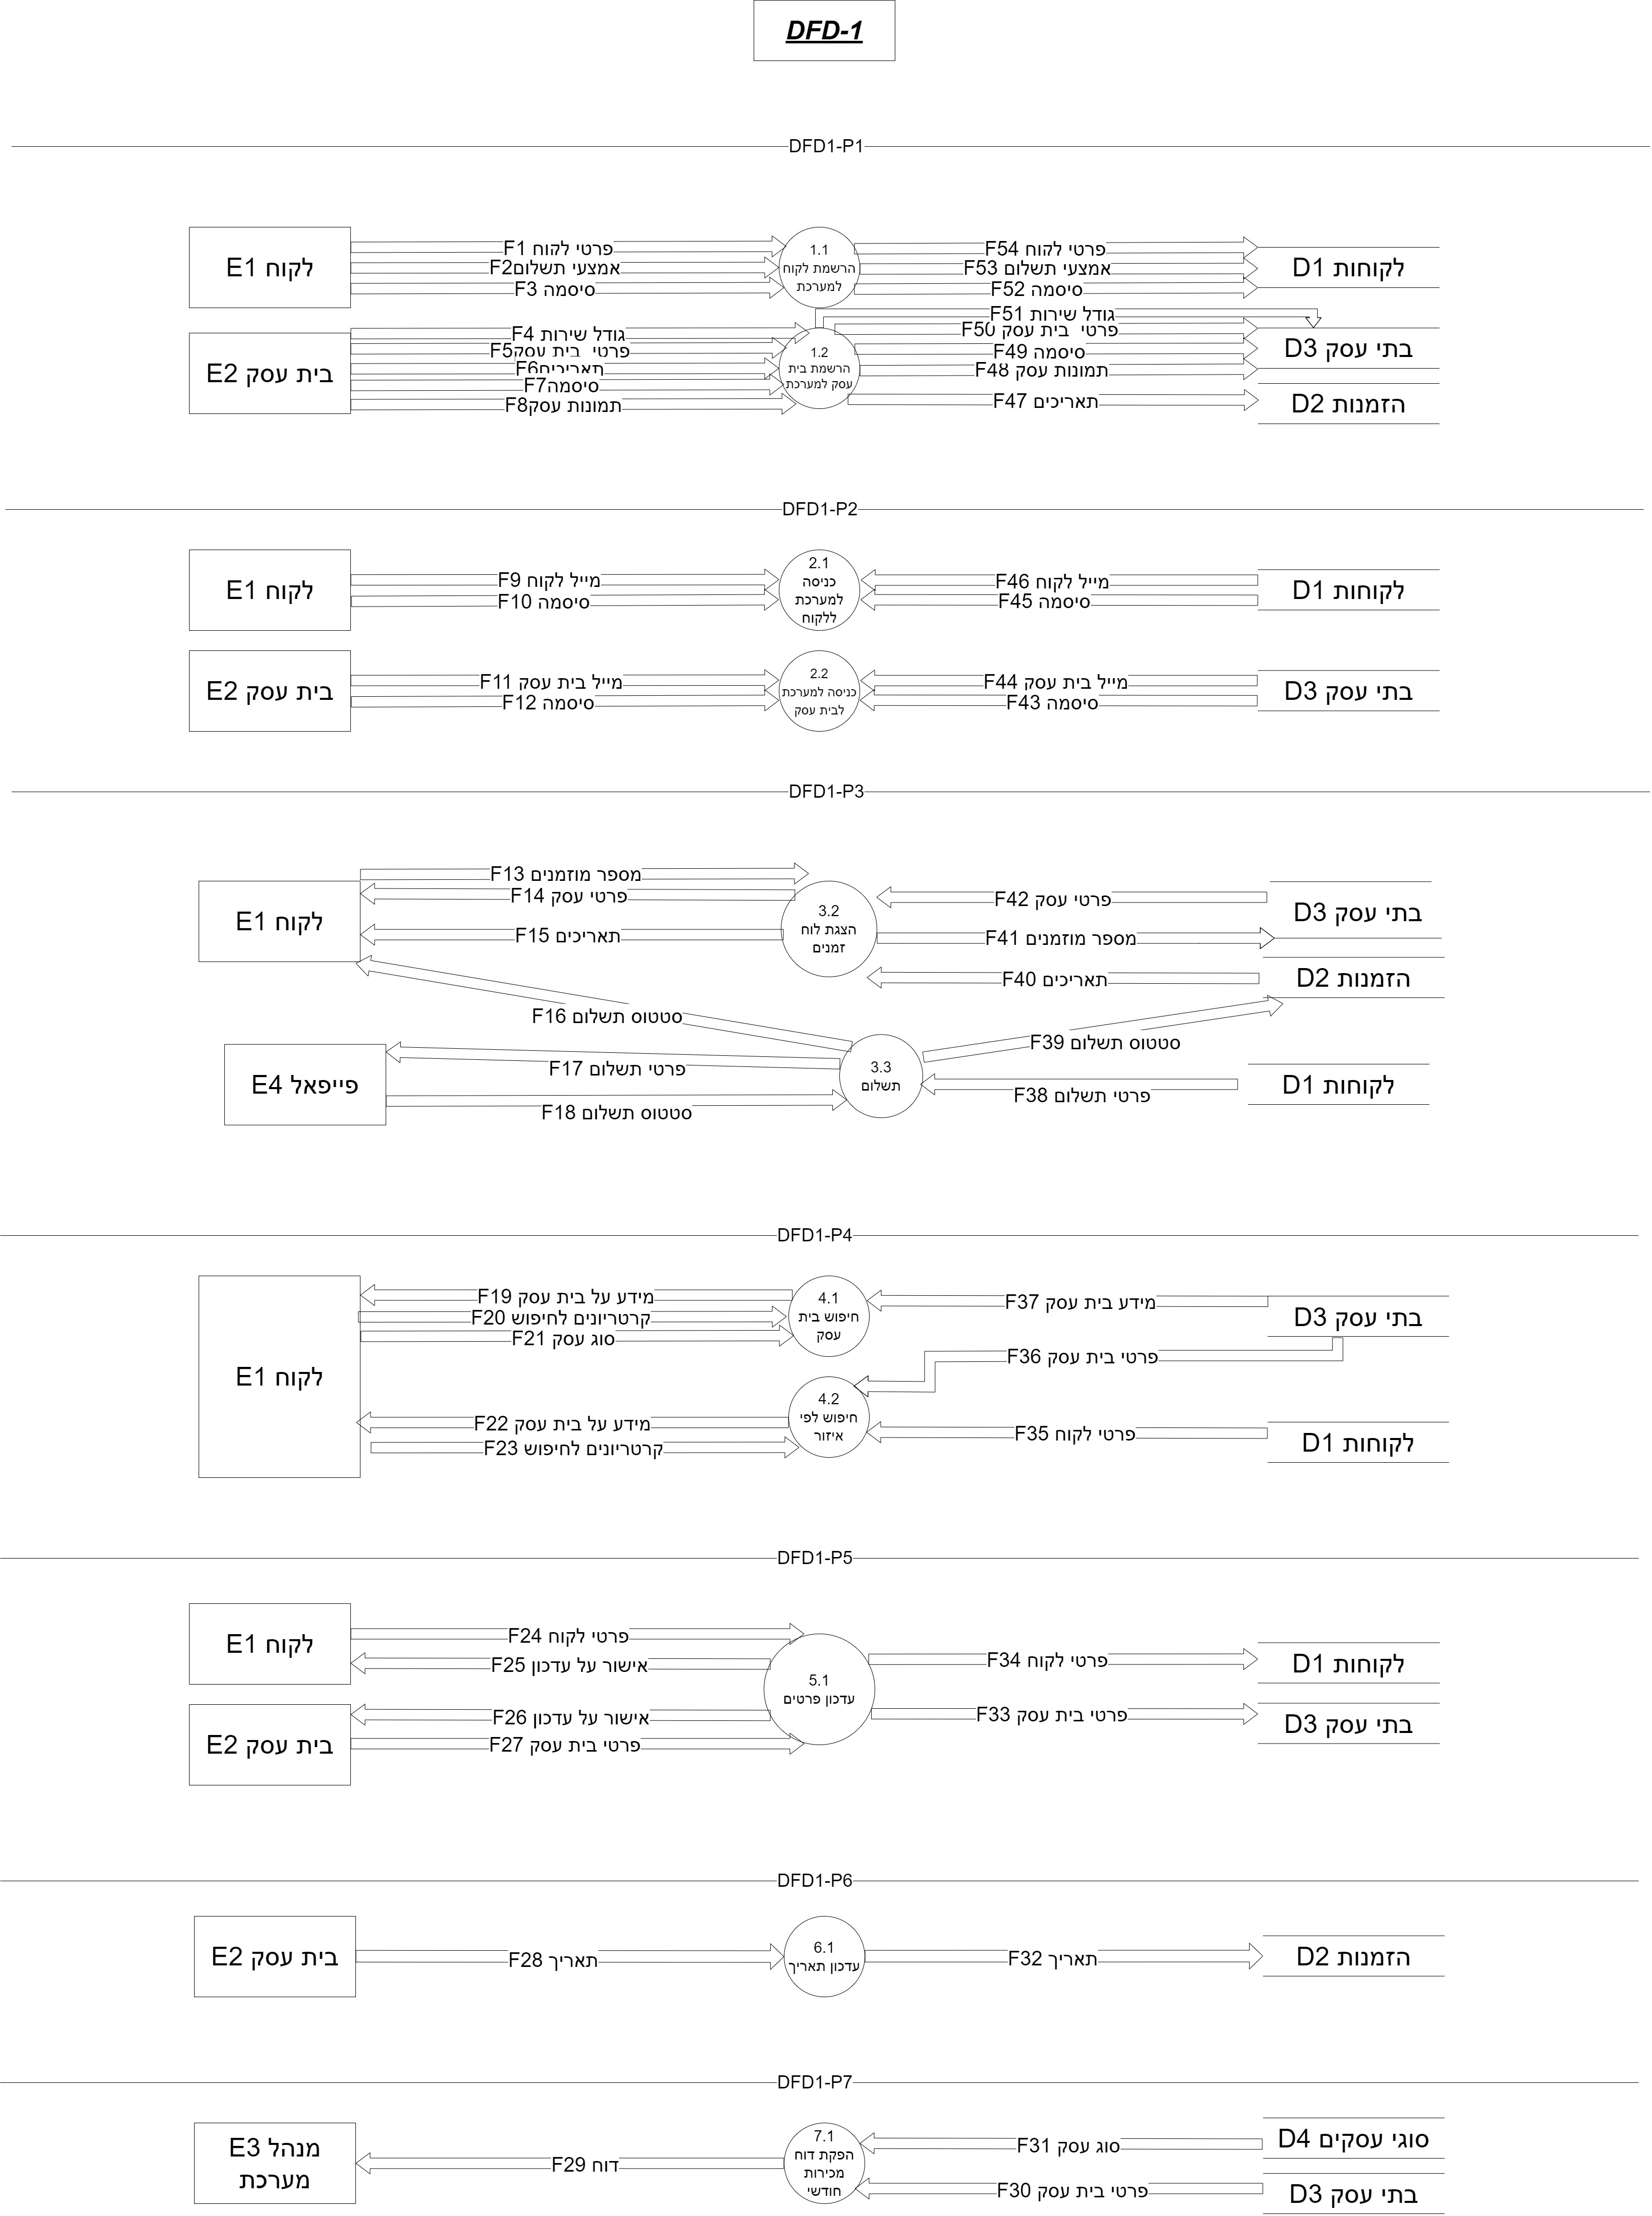 DFD-1
DFD1-P1
לקוח E1
פרטי לקוח F1
אמצעי תשלום F2
סיסמה F3
1.1
הרשמת לקוח
למערכת
פרטי לקוח F54
אמצעי תשלום F53
סיסמה F52
לקוחות D1
בית עסק E2
גודל שירות F4
פרטי בית עסק F5
תאריכים F6
סיסמה F7
תמונות עסק F8
1.2
הרשמת בית
עסק למערכת
גודל שירות F51
פרטי בית עסק F50
סיסמה F49
תמונות עסק F48
תאריכים F47
בתי עסק D3
הזמנות D2
DFD1-P2
לקוח E1
מייל לקוח F9
סיסמה F10
2.1
כניסה
למערכת
ללקוח
מייל לקוח F46
סיסמה F45
לקוחות D1
בית עסק E2
מייל בית עסק F11
סיסמה F12
2.2
כניסה למערכת
לבית עסק
מייל בית עסק F44
סיסמה F43
בתי עסק D3
DFD1-P3
לקוח E1
מספר מוזמנים F13
פרטי עסק F14
תאריכים F15
3.2
הצגת לוח
זמנים
פרטי עסק F42
מספר מוזמנים F41
תאריכים F40
בתי עסק D3
הזמנות D2
סטטוס תשלום F16
סטטוס תשלום F39
פייפאל E4
פרטי תשלום F17
סטטוס תשלום F18
3.3
תשלום
פרטי תשלום F38
לקוחות D1
DFD1-P4
לקוח E1
מידע על בית עסק F19
קרטריונים לחיפוש F20
סוג עסק F21
4.1
חיפוש בית
עסק
מידע בית עסק F37
בתי עסק D3
פרטי בית עסק F36
מידע על בית עסק F22
קרטריונים לחיפוש F23
4.2
חיפוש לפי
איזור
פרטי לקוח F35
לקוחות D1
DFD1-P5
לקוח E1
פרטי לקוח F24
אישור על עדכון F25
בית עסק E2
אישור על עדכון F26
פרטי בית עסק F27
5.1
עדכון פרטים
פרטי לקוח F34
לקוחות D1
פרטי בית עסק F33
בתי עסק D3
DFD1-P6
בית עסק E2
תאריך F28
6.1
עדכון תאריך
תאריך F32
הזמנות D2
DFD1-P7
מנהל E3
מערכת
דוח F29
7.1
הפקת דוח
מכירות
חודשי
סוג עסק F31
סוגי עסקים D4
פרטי בית עסק F30
בתי עסק D3